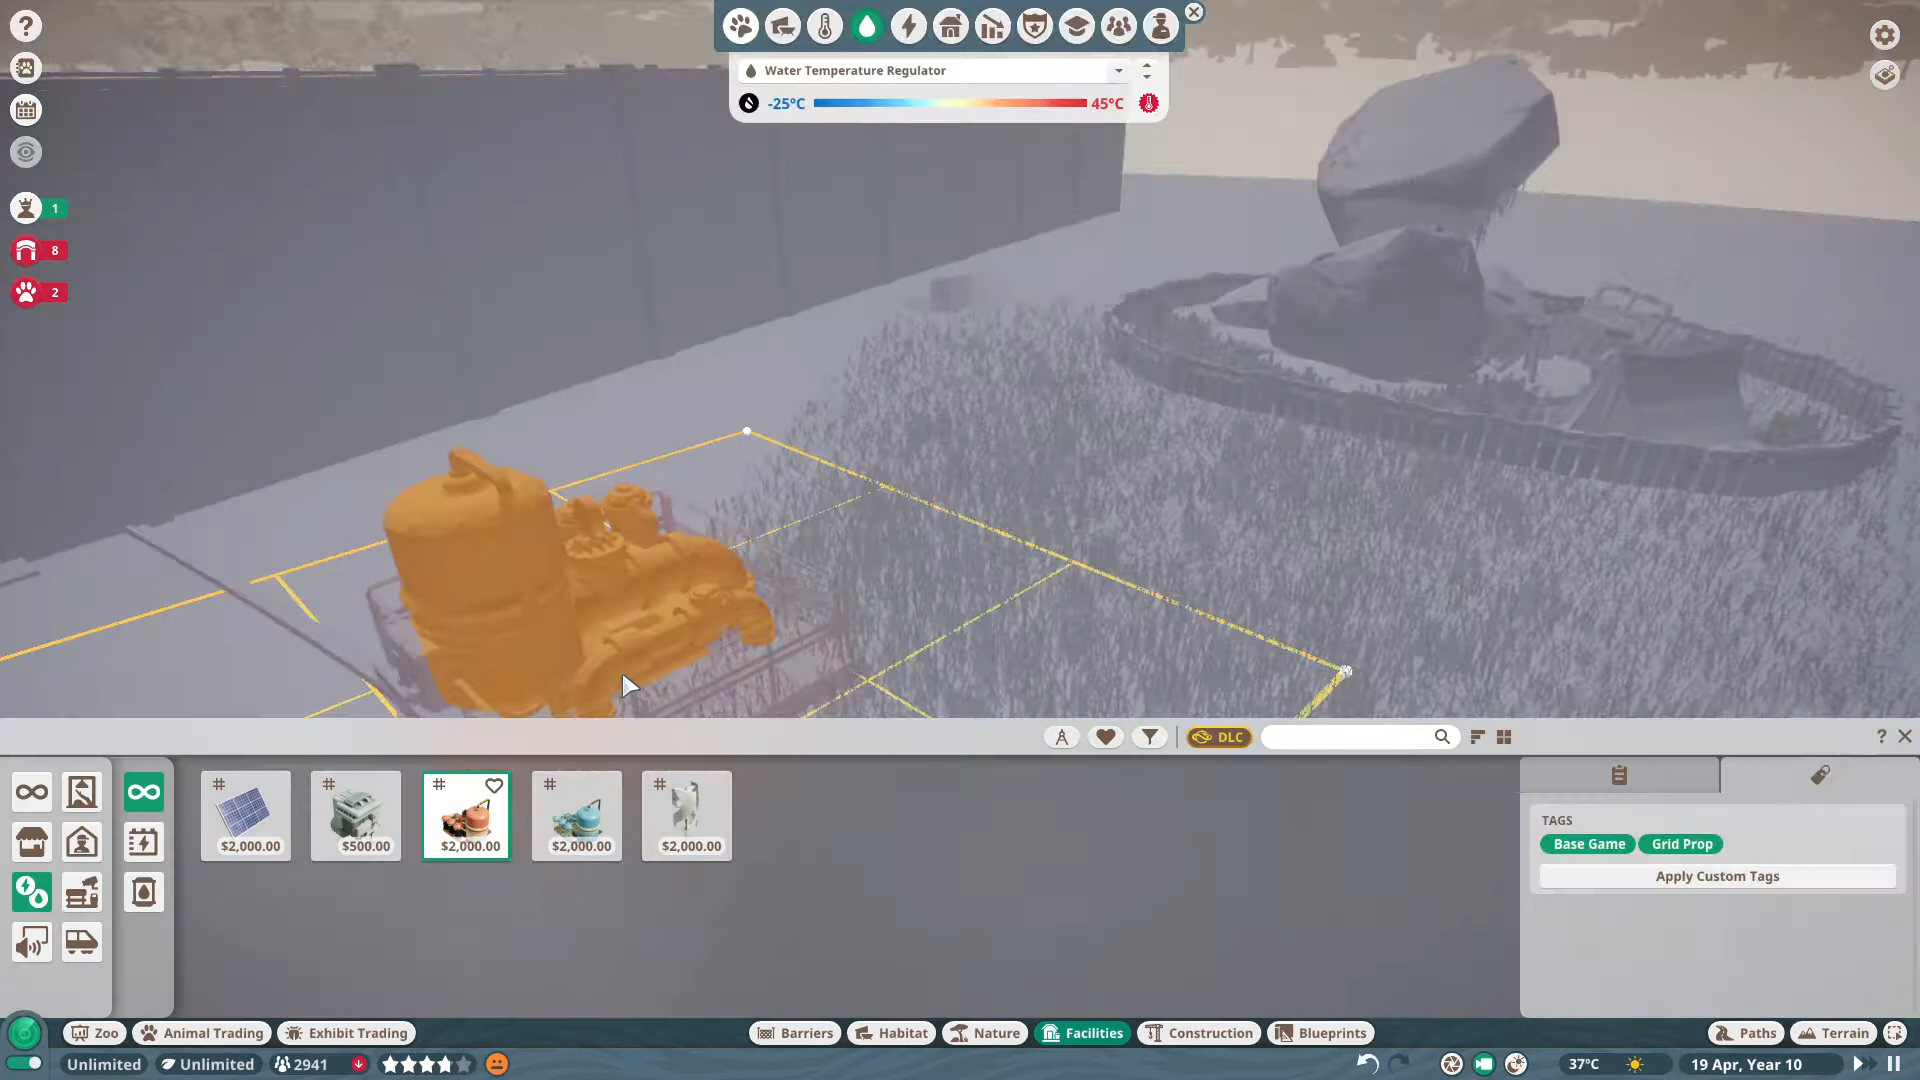 Water Temperature Regulator
-25°C
45°C
1
8
2
DLC
?
$2,000.00
$500.00
$2,000.00
$2,000.00
$2,000.00
TAGS
Base Game
Grid Prop
Apply Custom Tags
Zoo
Animal Trading
Exhibit Trading
Barriers
Habitat
Nature
Facilities
Construction
Blueprints
Paths
Terrain
Unlimited
Unlimited
2941
37°C
19 Apr, Year 10